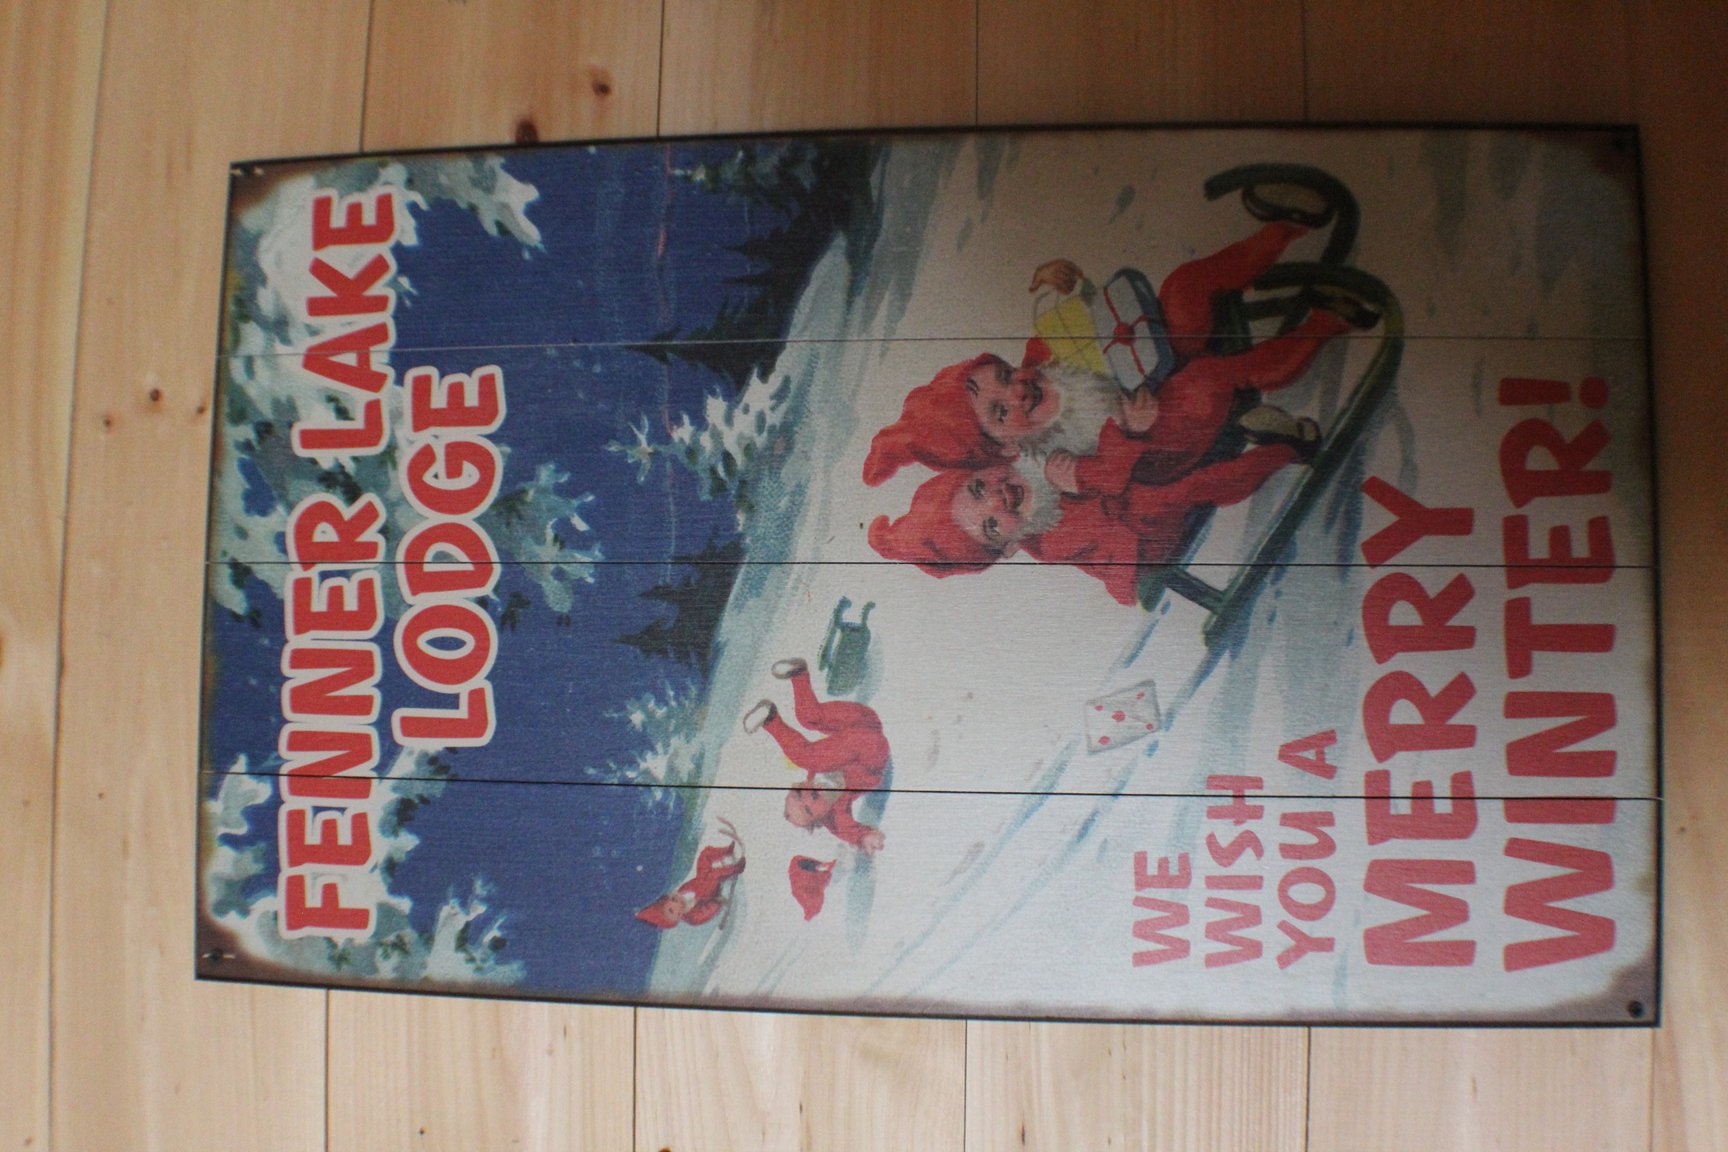 FENNER LAKE
LODGE
WE
WISH
YOU A
MERRY
WINTER!